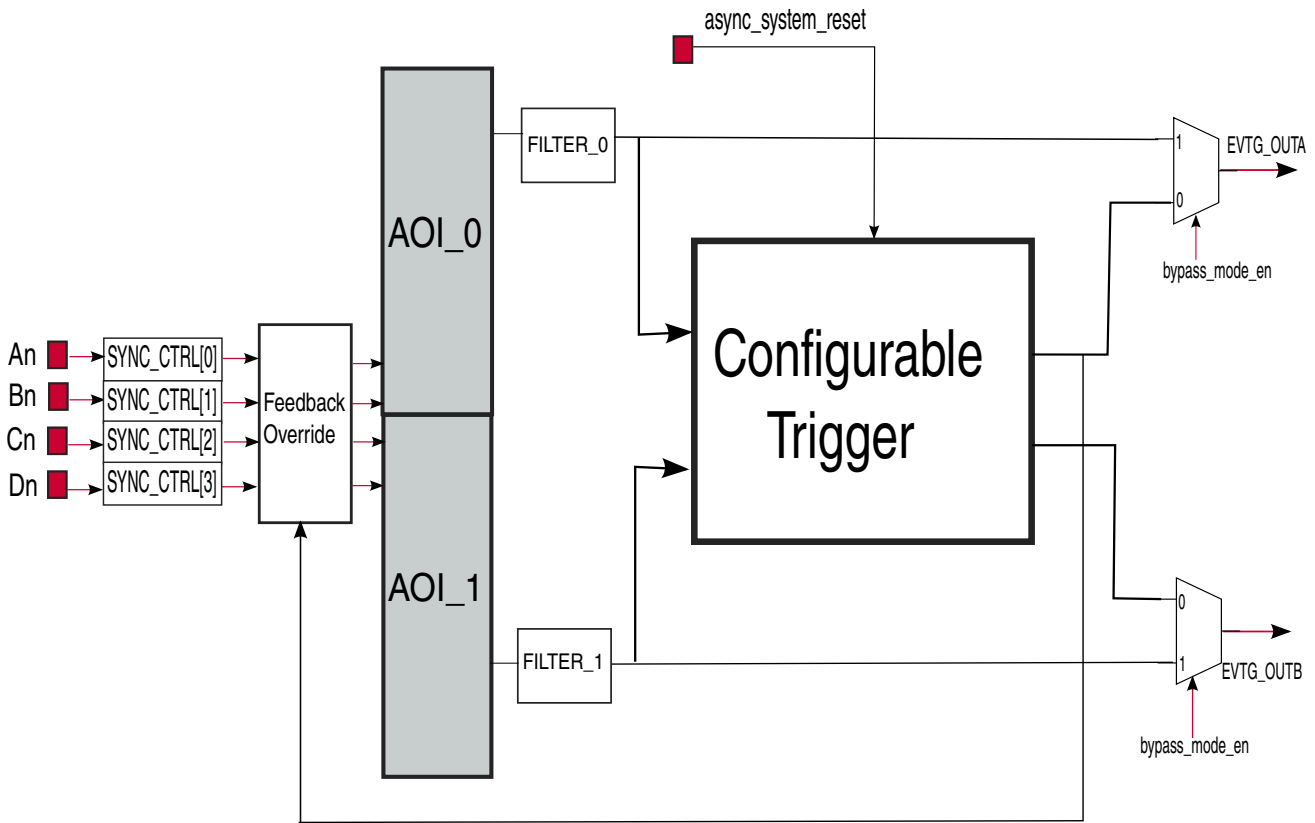 async_system_reset
FILTER_0
1
EVTG_OUTA
0
AOI_0
bypass_mode_en
Configurable
Trigger
An
SYNC_CTRL[0]
Bn
SYNC_CTRL[1]
Cn
SYNC_CTRL[2]
Dn
SYNC_CTRL[3]
Feedback
Override
AOI_1
FILTER_1
0
1
EVTG_OUTB
bypass_mode_en